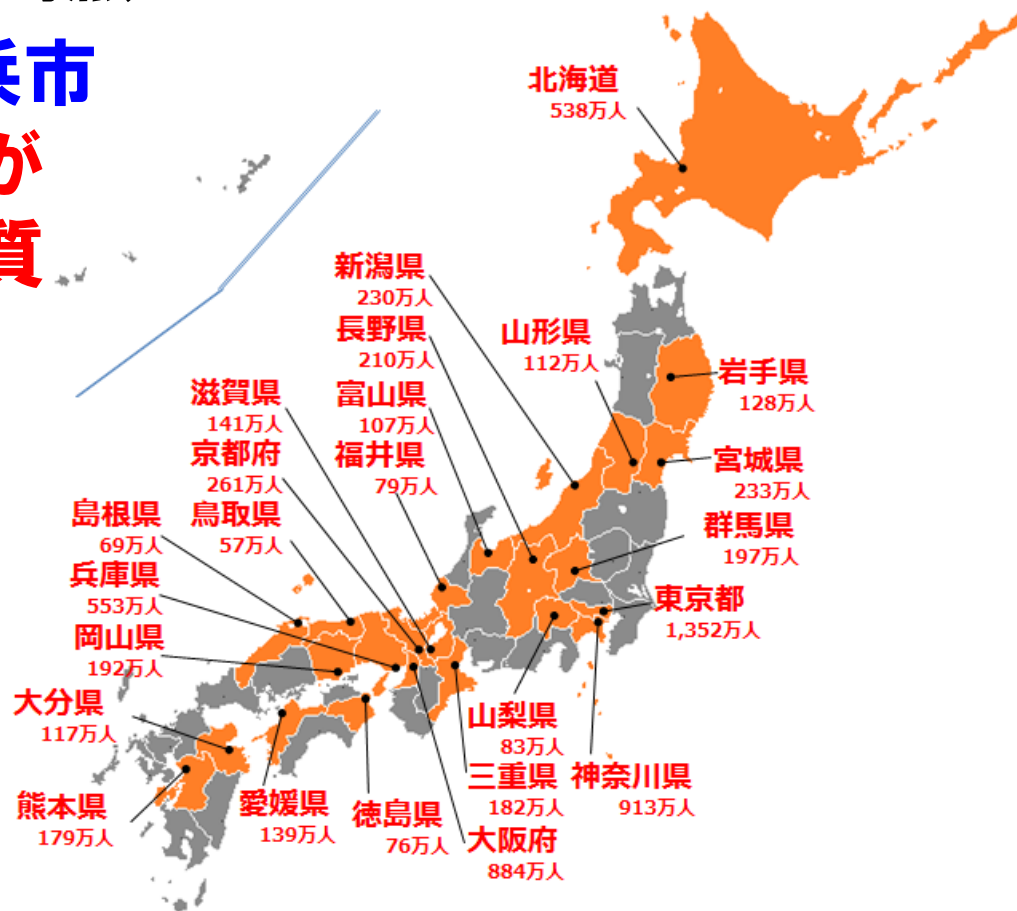 浜市
が
質
北海道
538万人
新潟県
230万人
長野県
210万人
山形県
112万人
岩手県
128万人
滋賀県
141万人
富山県
107万人
京都府
261万人
福井県
79万人
宮城県
233万人
島根県
69万人
鳥取県
57万人
群馬県
197万人
兵庫県
553万人
東京都
1,352万人
岡山県
192万人
大分県
117万人
山梨県
83万人
三重県
182万人
神奈川県
913万人
熊本県
179万人
愛媛県
139万人
徳島県
76万人
大阪府
884万人